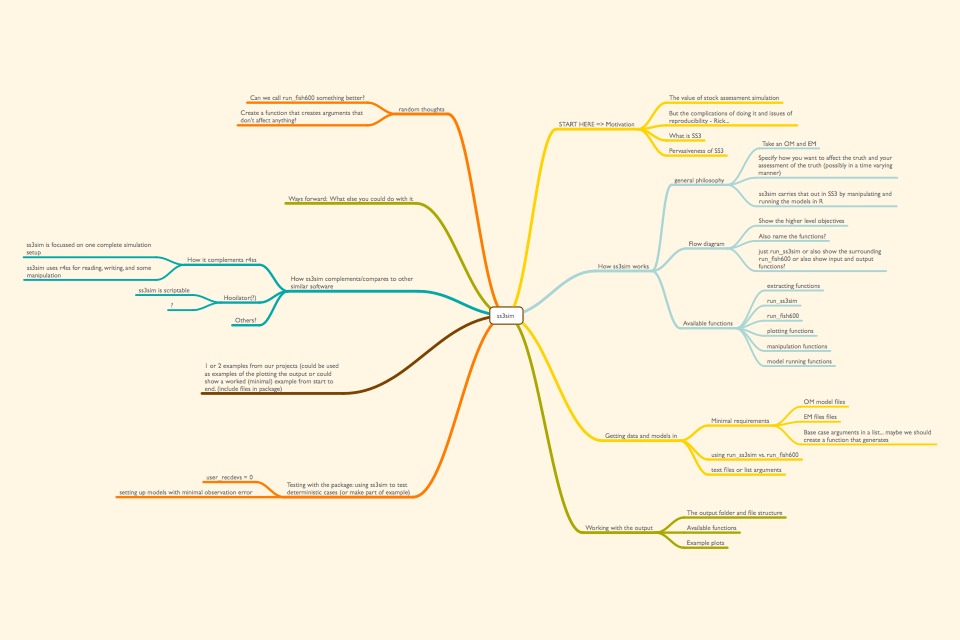 ss3sim
START HERE => Motivation
The value of stock assessment simulation
But the complications of doing it and issues of
reproducibility - Rick...
What is SS3
Pervasiveness of SS3
How ss3sim works
general philosophy
Take an OM and EM
Specify how you want to affect the truth and your
assessment of the truth (possibly in a time varying
manner)
ss3sim carries that out in SS3 by manipulating and
running the models in R
Flow diagram
Show the higher level objectives
Also name the functions?
just run_ss3sim or also show the surrounding
run_fish600 or also show input and output
functions?
Available functions
extracting functions
run_ss3sim
run_fish600
plotting functions
manipulation functions
model running functions
Getting data and models in
Minimal requirements
OM model files
EM files files
Base case arguments in a list... maybe we should
create a function that generates
using run_ss3sim vs. run_fish600
text files or list arguments
Working with the output
The output folder and file structure
Available functions
Example plots
random thoughts
Can we call run_fish600 something better?
Create a function that creates arguments that
don't affect anything?
Ways forward: What else you could do with it
How ss3sim complements/compares to other
similar software
How it complements r4ss
ss3sim is focussed on one complete simulation
setup
ss3sim uses r4ss for reading, writing, and some
manipulation
Hooilator(?)
ss3sim is scriptable
?
Others?
1 or 2 examples from our projects (could be used
as examples of the plotting the output or could
show a worked (minimal) example from start to
end. (include files in package)
Testing with the package: using ss3sim to test
deterministic cases (or make part of example)
user_recdevs = 0
setting up models with minimal observation error